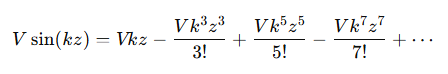 V sin(kz) = Vkz − Vk³z³/3! + Vk⁵z⁵/5! − Vk⁷z⁷/7! + ⋯